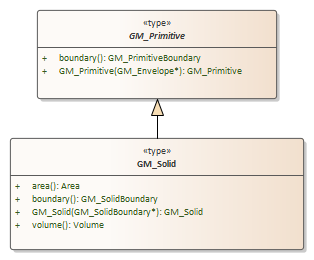 «type»
GM_Primitive
+ boundary(): GM_PrimitiveBoundary
+ GM_Primitive(GM_Envelope*): GM_Primitive
«type»
GM_Solid
+ area(): Area
+ boundary(): GM_SolidBoundary
+ GM_Solid(GM_SolidBoundary*): GM_Solid
+ volume(): Volume